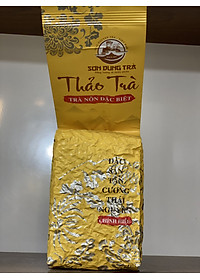 SƠN DUNG TRÀ
Thảo Trà
TRÀ NÕN ĐẶC BIỆT
ĐẶC
SẢN
TÂN
CƯƠNG
THÁI
NGUYÊN